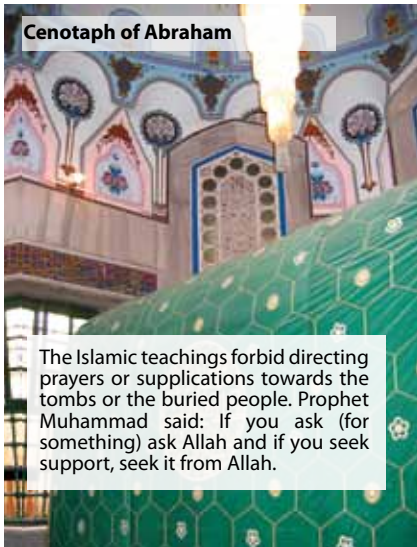 Cenotaph of Abraham
The Islamic teachings forbid directing
prayers or supplications towards the
tombs or the buried people. Prophet
Muhammad said: If you ask (for
something) ask Allah and if you seek
support, seek it from Allah.